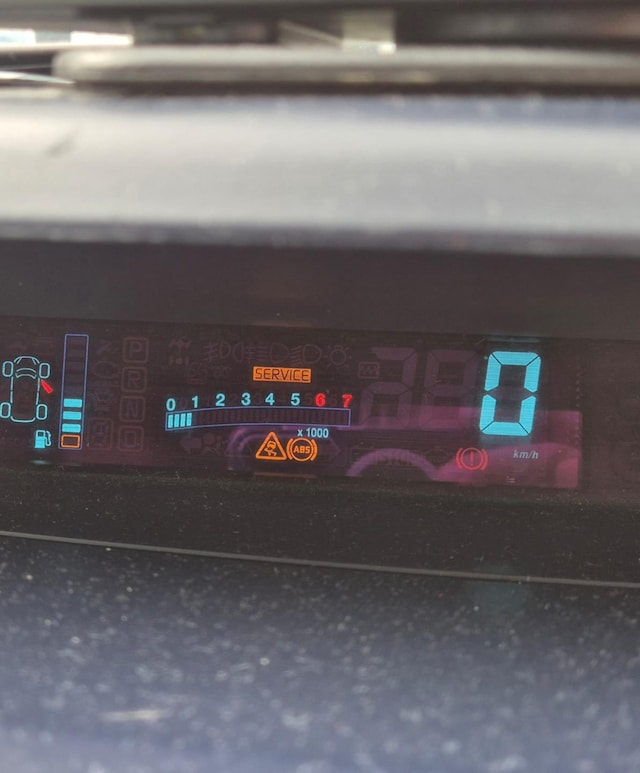 P
R
N
D
SERVICE
0 1 2 3 4 5 6 7
x 1000
ABS
0
km/h